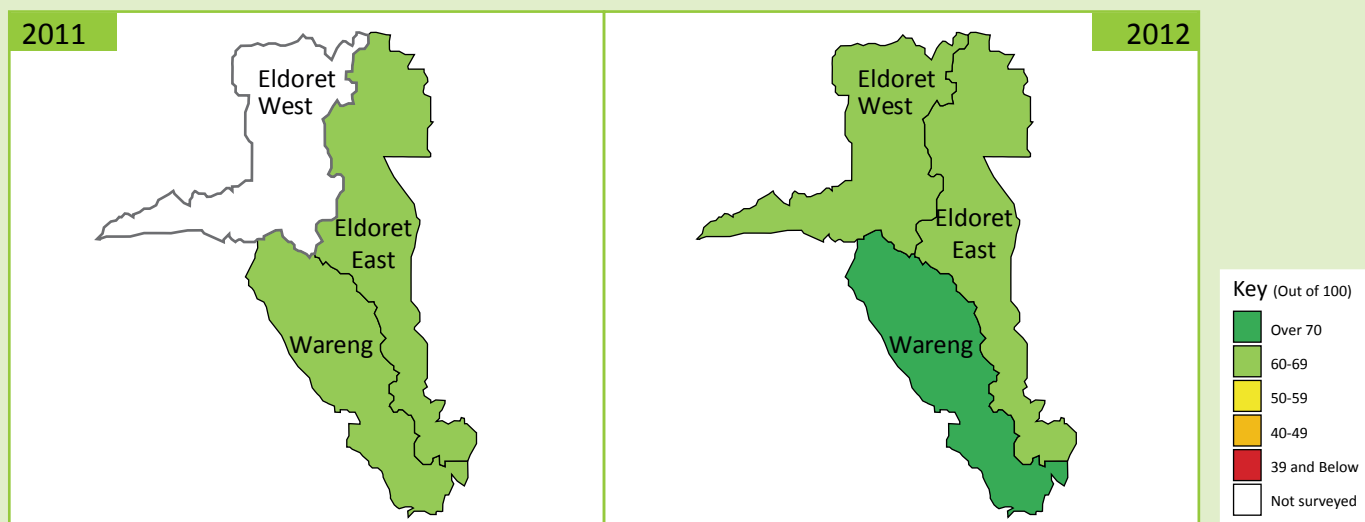 2011
Eldoret
West
Eldoret
East
Wareng
2012
Eldoret
West
Eldoret
East
Wareng
Key (Out of 100)
Over 70
60-69
50-59
40-49
39 and Below
Not surveyed